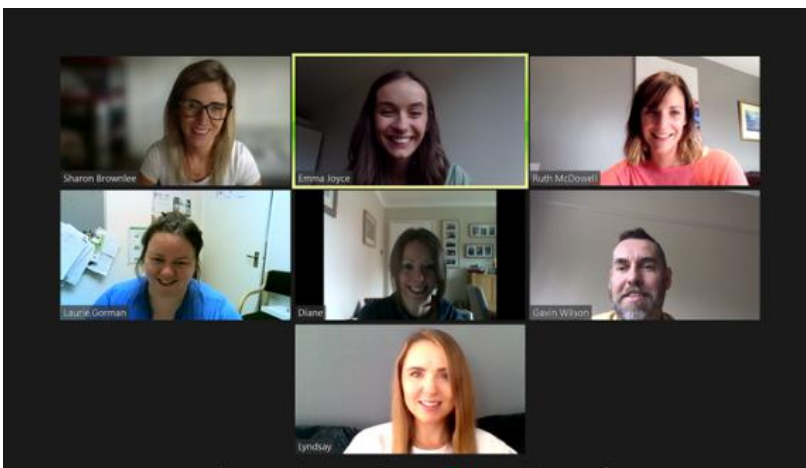 Sharon Brownlee
Emma Joyce
Ruth McDowell
Laurie Gorman
Diane
Gavin Wilson
Lyndsay